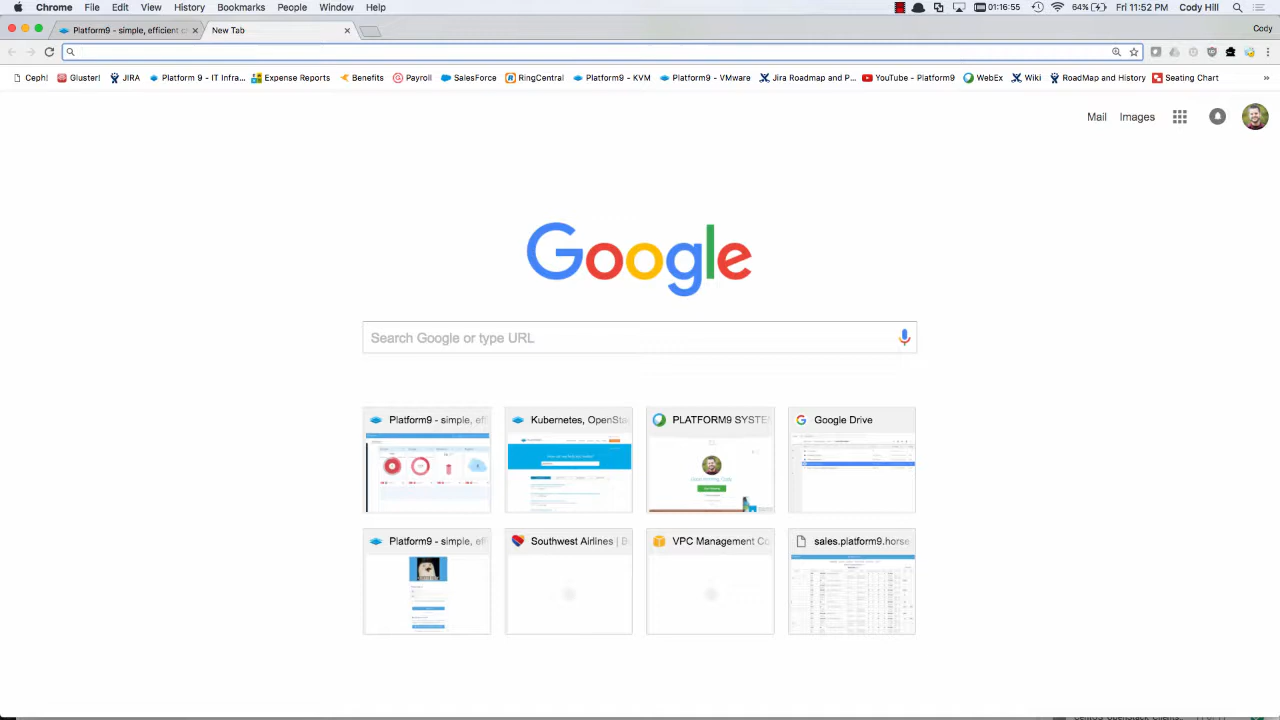 Chrome File Edit View History Bookmarks People Window Help 01:16:55 64% Fri 11:52 PM Cody Hill
Platform9 - simple, efficient c New Tab Cody
Ceph! Gluster! JIRA Platform 9 - IT Infra... Expense Reports Benefits Payroll SalesForce RingCentral Platform9 - KVM Platform9 - VMware Jira Roadmap and P... YouTube - Platform9 WebEx Wiki RoadMap and History Seating Chart »
Mail Images
Google
Search Google or type URL
Platform9 - simple, eff Kubernetes, OpenSta PLATFORM9 SYSTE Google Drive
Platform9 - simple, eff Southwest Airlines | B VPC Management Co sales.platform9.horse